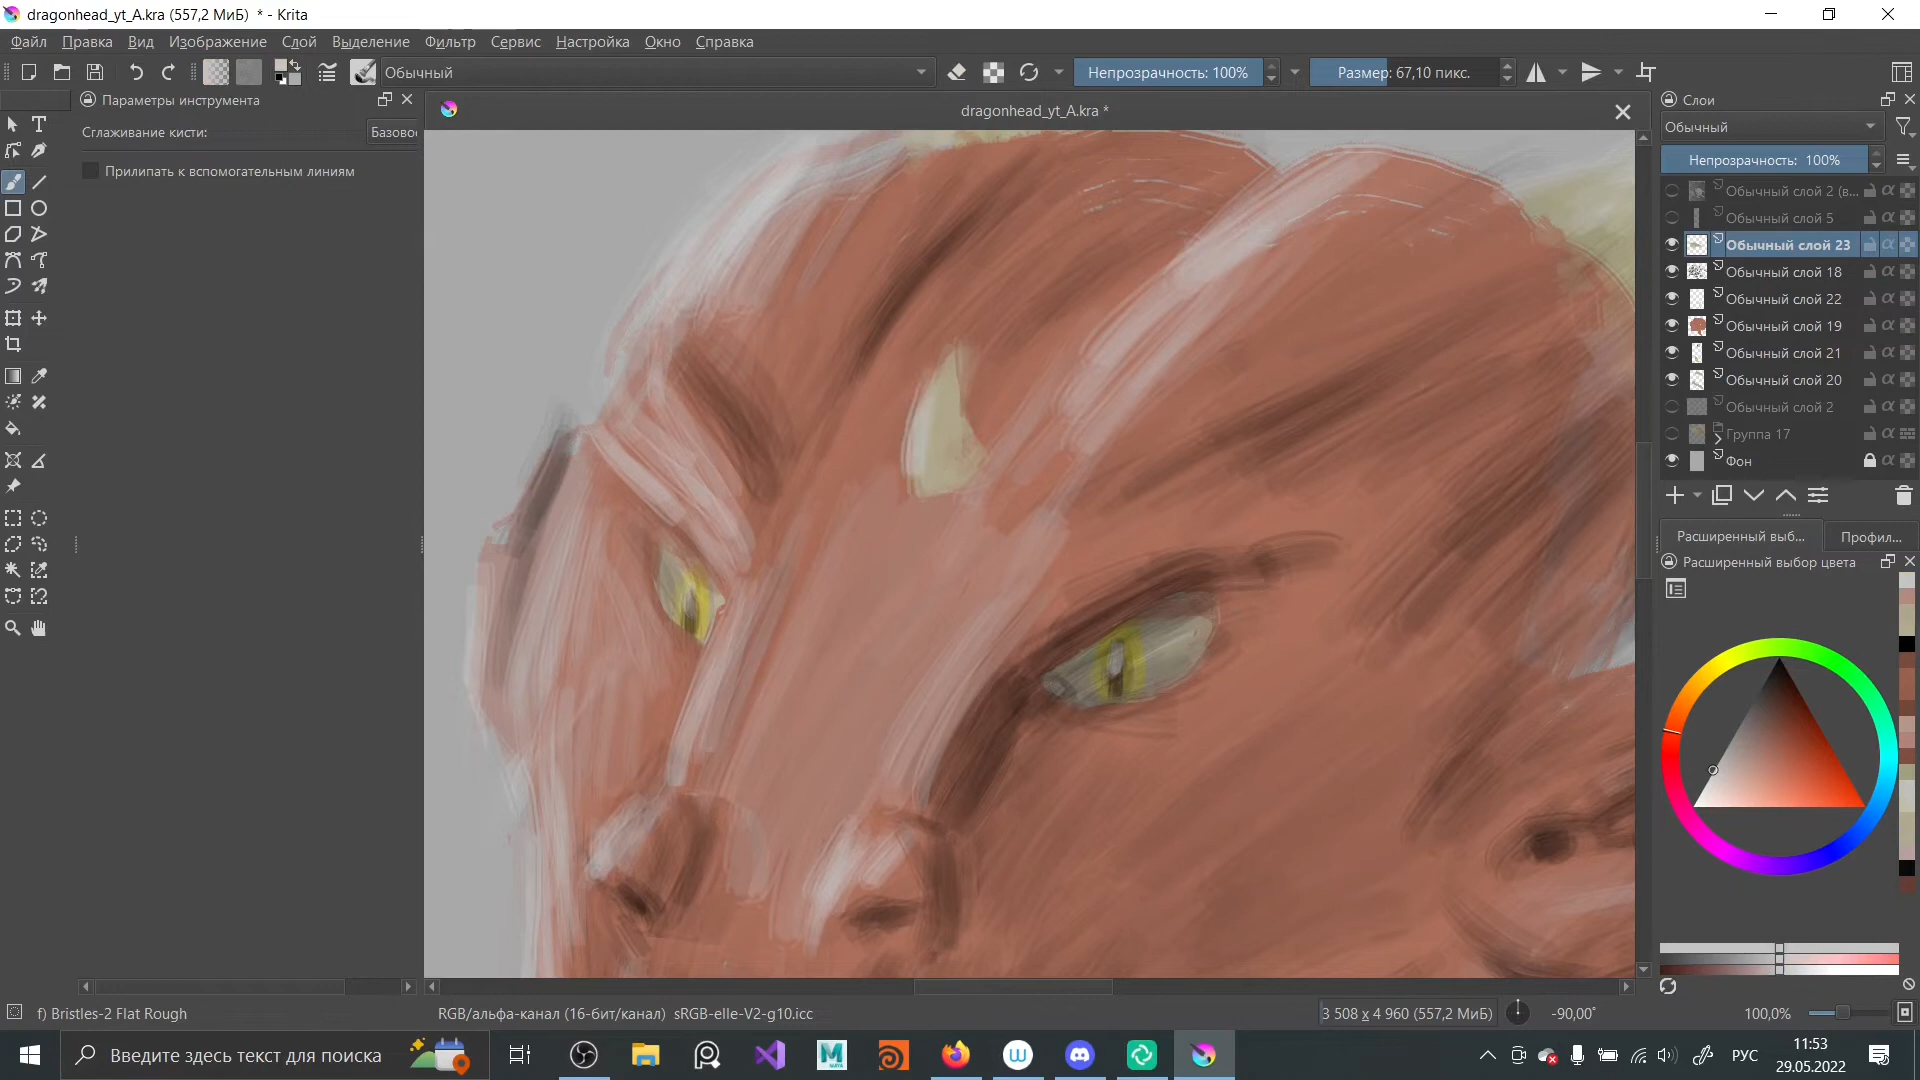 dragonhead_yt_A.kra (557,2 МиБ)  * - Krita
Файл Правка Вид Изображение Слой Выделение Фильтр Сервис Настройка Окно Справка
Обычный Непрозрачность: 100% Размер: 67,10 пикс.
Параметры инструмента
dragonhead_yt_A.kra *
Сглаживание кисти: Базово
Прилипать к вспомогательным линиям
Слои
Обычный
Непрозрачность:  100%
Обычный слой 2 (в...
Обычный слой 5
Обычный слой 23
Обычный слой 18
Обычный слой 22
Обычный слой 19
Обычный слой 21
Обычный слой 20
Обычный слой 2
Группа 17
Фон
Расширенный выб... Профил...
Расширенный выбор цвета
f) Bristles-2 Flat Rough RGB/альфа-канал (16-бит/канал)  sRGB-elle-V2-g10.icc 3 508 x 4 960 (557,2 МиБ) -90,00° 100,0%
Введите здесь текст для поиска
РУС
11:53
29.05.2022